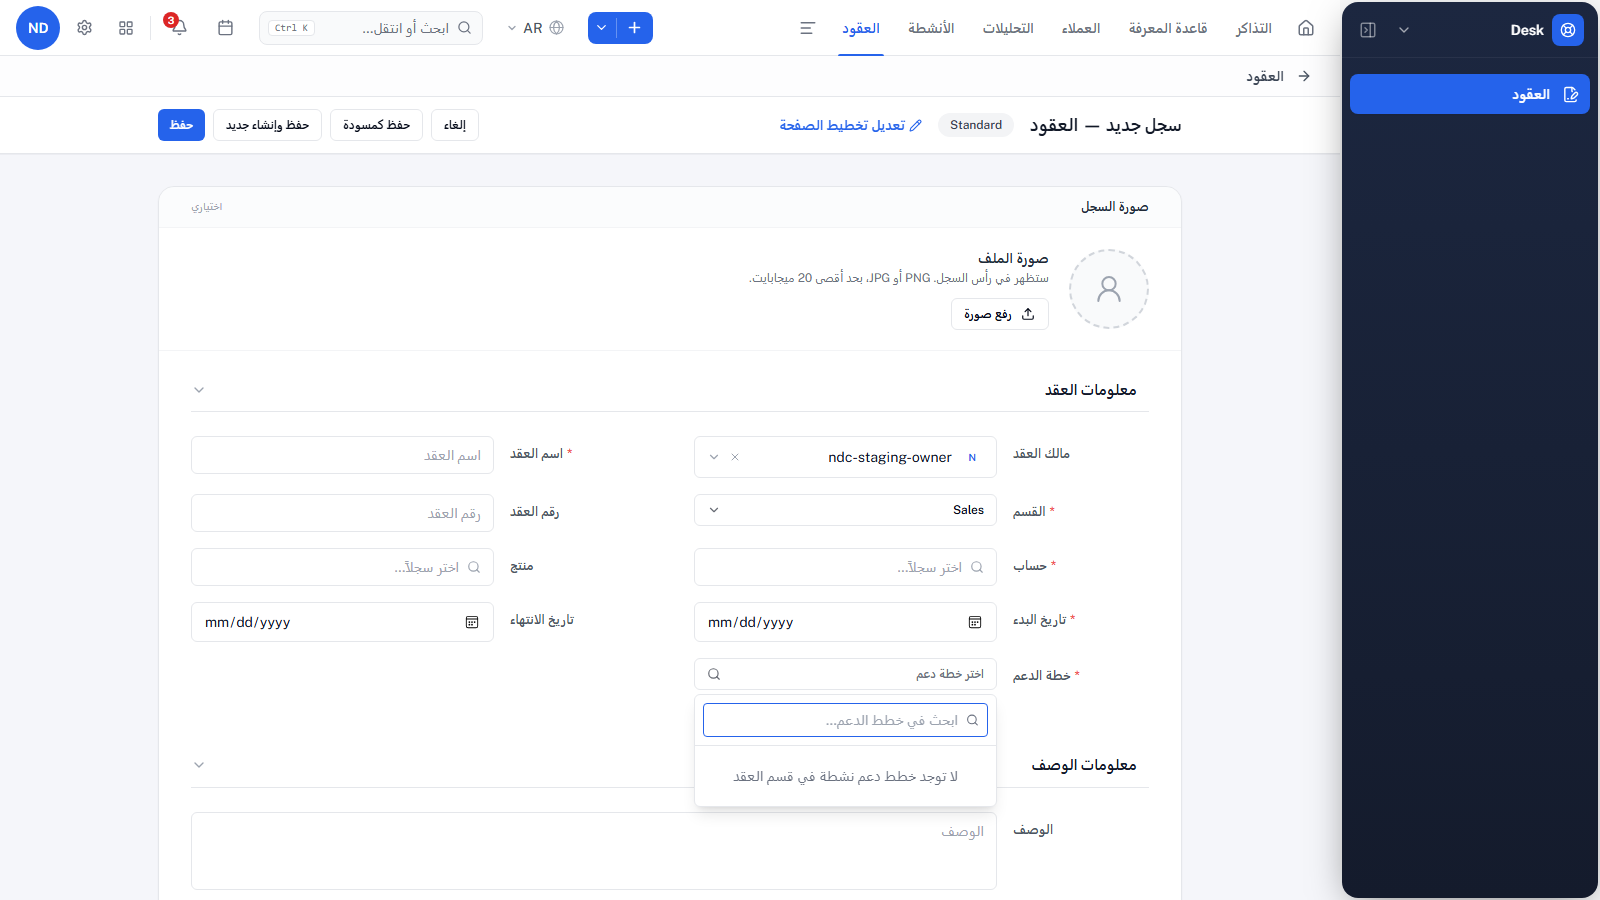 Desk
العقود
التذاكر
قاعدة المعرفة
العملاء
التحليلات
الأنشطة
العقود
AR
ابحث أو انتقل...
Ctrl K
3
ND
العقود
سجل جديد — العقود
Standard
تعديل تخطيط الصفحة
إلغاء
حفظ كمسودة
حفظ وإنشاء جديد
حفظ
صورة السجل
اختياري
صورة الملف
ستظهر في رأس السجل. PNG أو JPG، بحد أقصى 20 ميجابايت.
رفع صورة
معلومات العقد
مالك العقد
N
ndc-staging-owner
* اسم العقد
اسم العقد
* القسم
Sales
رقم العقد
رقم العقد
* حساب
اختر سجلاً...
منتج
اختر سجلاً...
* تاريخ البدء
mm/dd/yyyy
تاريخ الانتهاء
mm/dd/yyyy
* خطة الدعم
اختر خطة دعم
ابحث في خطط الدعم...
لا توجد خطط دعم نشطة في قسم العقد
معلومات الوصف
الوصف
الوصف